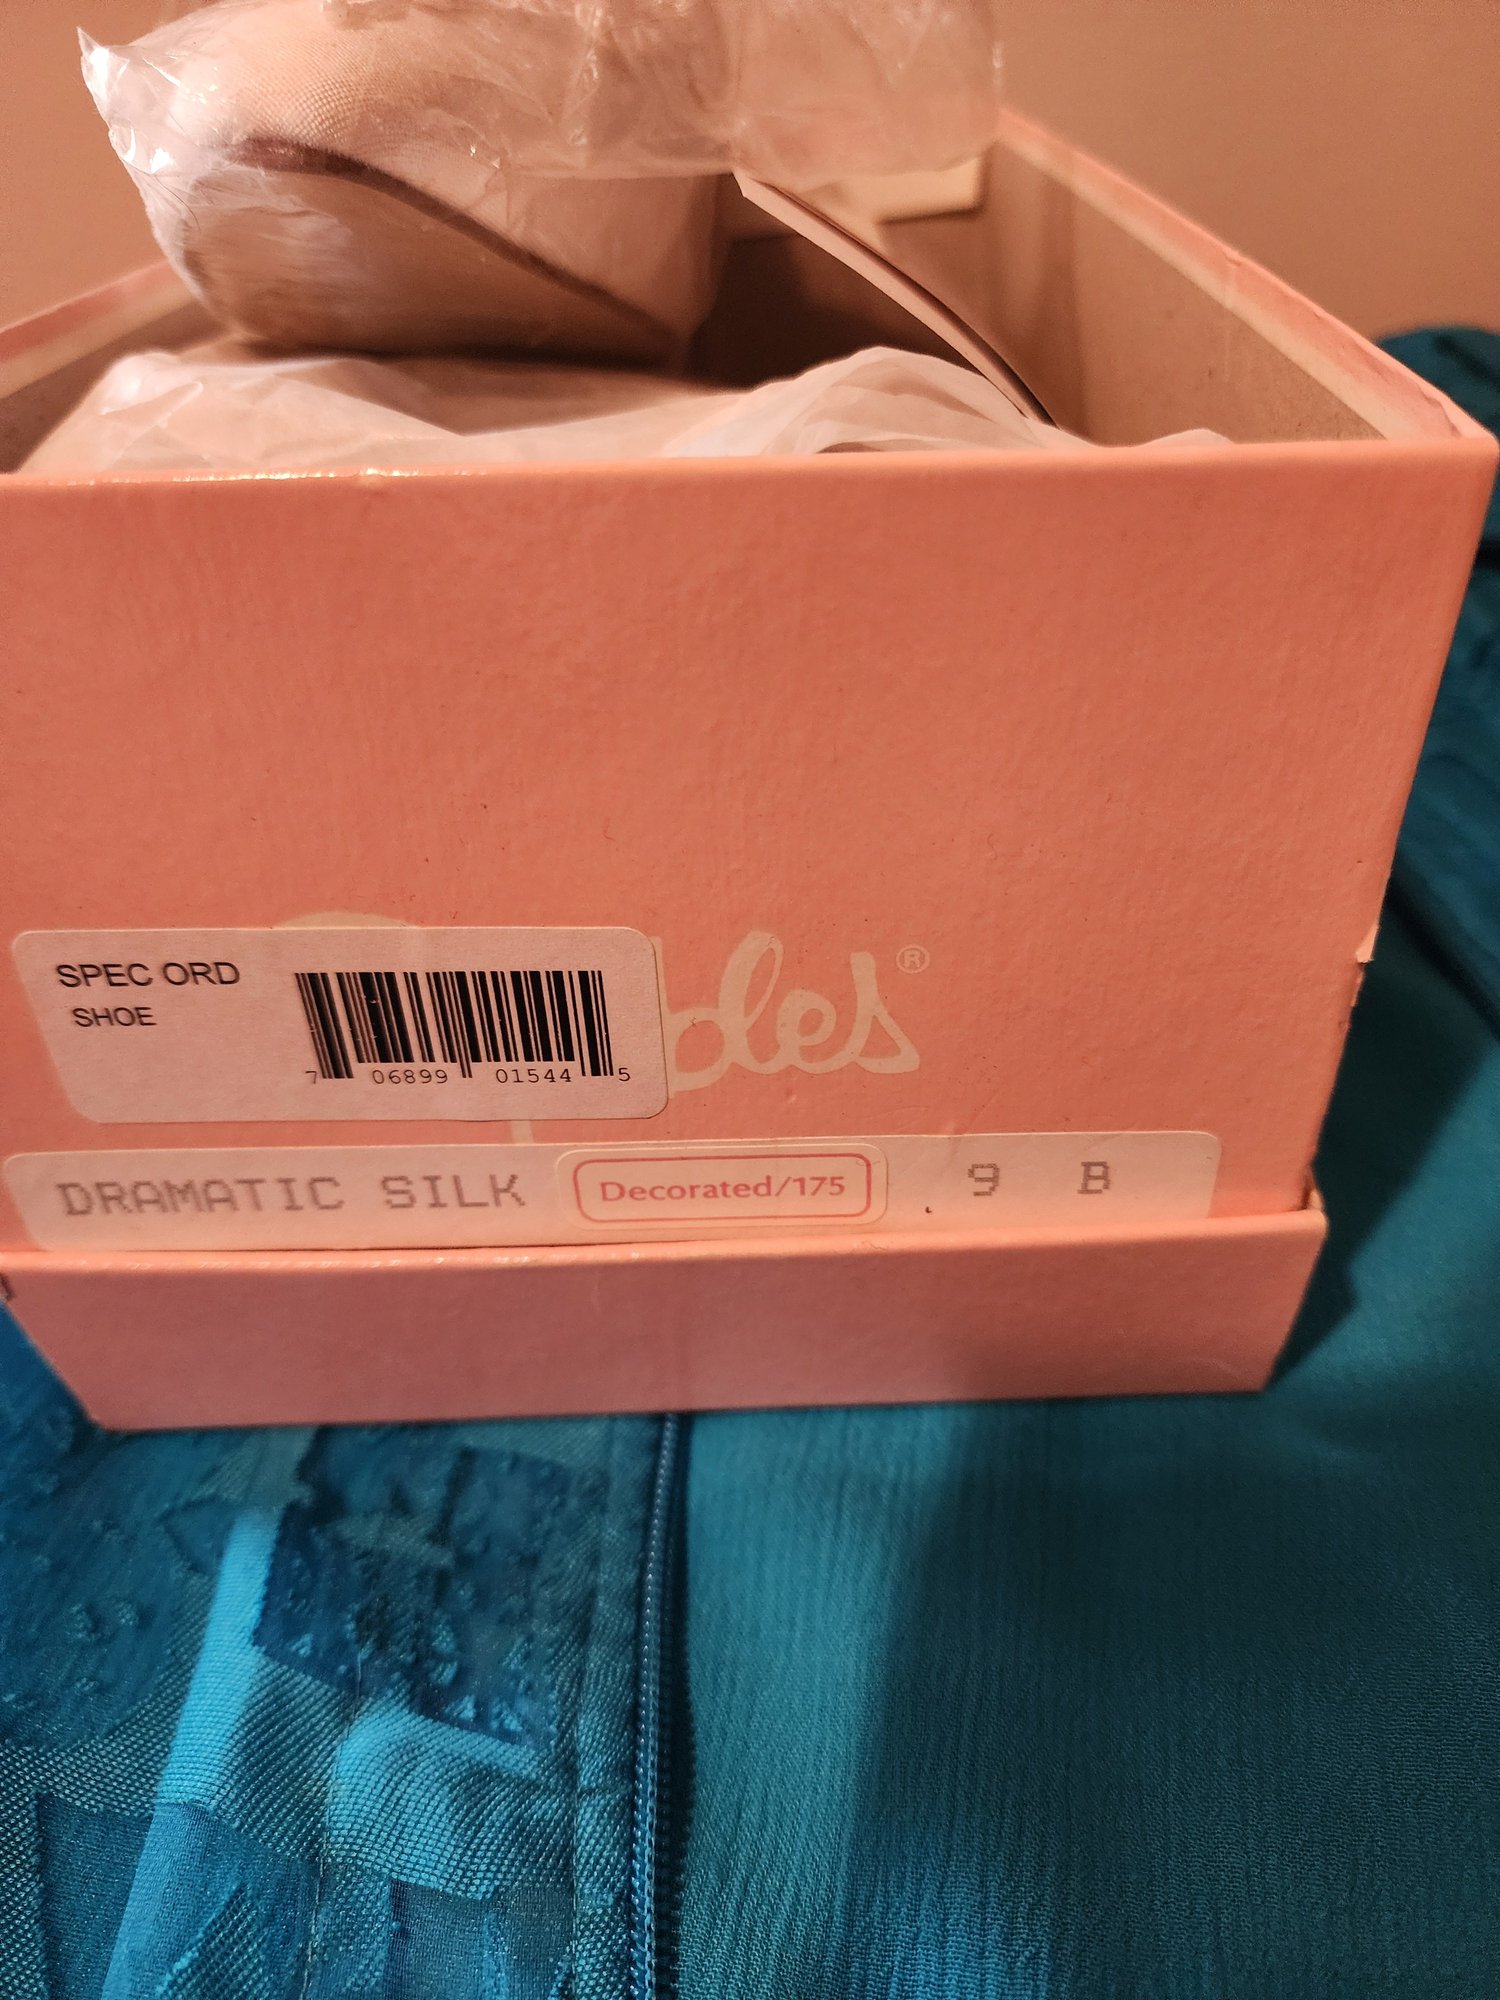 SPEC ORD
SHOE
7 06899 01544 5
®
DRAMATIC SILK Decorated/175 9 B